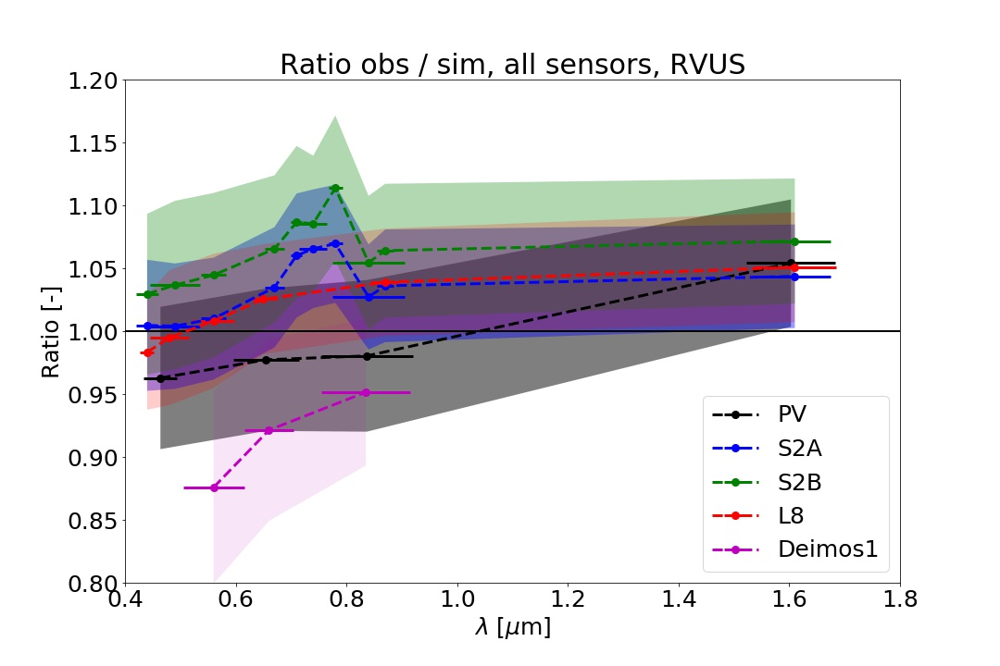 Ratio obs / sim, all sensors, RVUS
Ratio [-]
1.20
1.15
1.10
1.05
1.00
0.95
0.90
0.85
0.80
PV
S2A
S2B
L8
Deimos1
0.4 0.6 0.8 1.0 1.2 1.4 1.6 1.8
λ [μm]